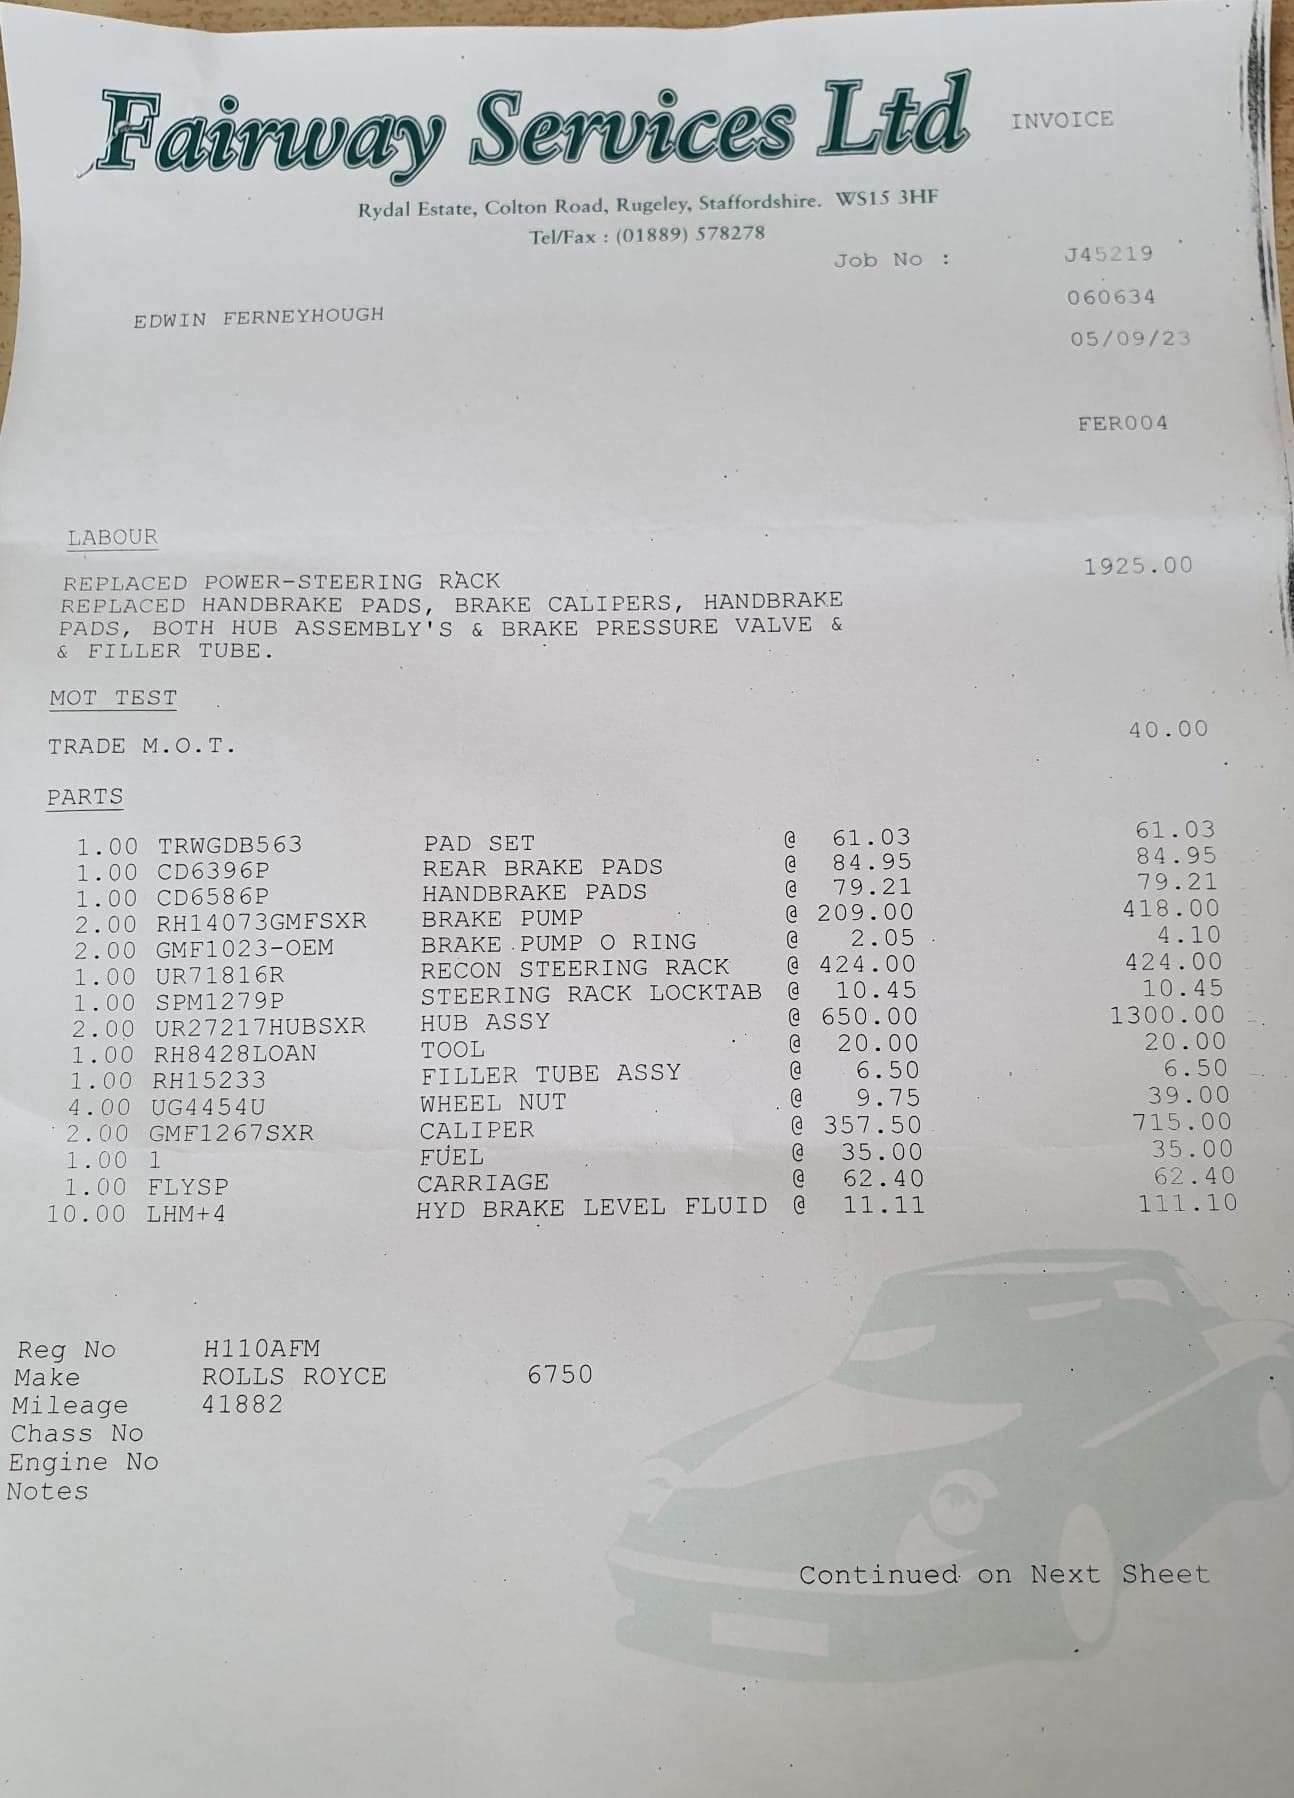 Fairway Services Ltd INVOICE
Rydal Estate, Colton Road, Rugeley, Staffordshire. WS15 3HF
Tel/Fax : (01889) 578278
Job No : J45219
060634
EDWIN FERNEYHOUGH
05/09/23
FER004
LABOUR
REPLACED POWER-STEERING RACK 1925.00
REPLACED HANDBRAKE PADS, BRAKE CALIPERS, HANDBRAKE
PADS, BOTH HUB ASSEMBLY'S & BRAKE PRESSURE VALVE &
& FILLER TUBE.
MOT TEST
TRADE M.O.T. 40.00
PARTS
1.00 TRWGDB563 PAD SET @ 61.03 61.03
1.00 CD6396P REAR BRAKE PADS @ 84.95 84.95
1.00 CD6586P HANDBRAKE PADS @ 79.21 79.21
2.00 RH14073GMFSXR BRAKE PUMP @ 209.00 418.00
2.00 GMF1023-OEM BRAKE PUMP O RING @ 2.05 4.10
1.00 UR71816R RECON STEERING RACK @ 424.00 424.00
1.00 SPM1279P STEERING RACK LOCKTAB @ 10.45 10.45
2.00 UR27217HUBSXR HUB ASSY @ 650.00 1300.00
1.00 RH8428LOAN TOOL @ 20.00 20.00
1.00 RH15233 FILLER TUBE ASSY @ 6.50 6.50
4.00 UG4454U WHEEL NUT @ 9.75 39.00
2.00 GMF1267SXR CALIPER @ 357.50 715.00
1.00 1 FUEL @ 35.00 35.00
1.00 FLYSP CARRIAGE @ 62.40 62.40
10.00 LHM+4 HYD BRAKE LEVEL FLUID @ 11.11 111.10
Reg No H110AFM
Make ROLLS ROYCE 6750
Mileage 41882
Chass No
Engine No
Notes
Continued on Next Sheet